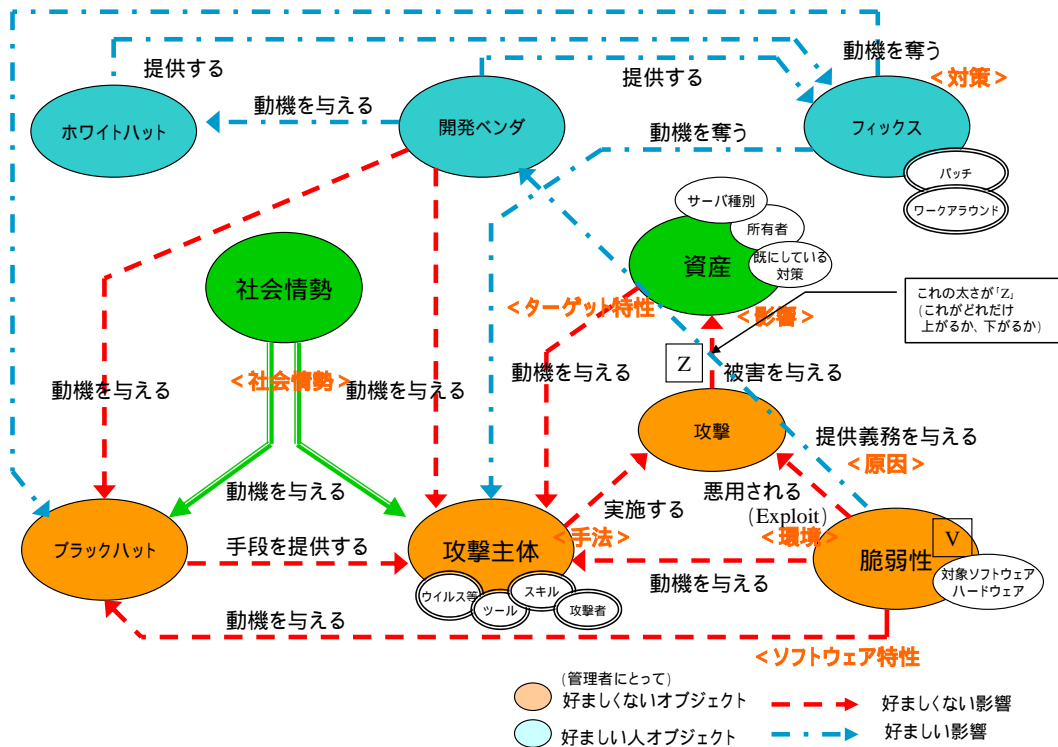 提供する
動機を与える
提供する
動機を奪う
<対策>
ホワイトハット
開発ベンダ
フィックス
動機を奪う
パッチ
ワークアラウンド
サーバ種別
所有者
資産
既にしている
対策
社会情勢
<ターゲット特性>
<影響>
これの太さが「Z」
(これがどれだけ
上がるか、下がるか)
Z
動機を与える
<社会情勢>
動機を与える
動機を与える
被害を与える
攻撃
提供義務を与える
<原因>
動機を与える
実施する
悪用される
(Exploit)
<手法>
<環境>
ブラックハット
手段を提供する
攻撃主体
脆弱性
V
動機を与える
対象ソフトウェア
ハードウェア
ウイルス等
ツール
スキル
攻撃者
動機を与える
<ソフトウェア特性>
(管理者にとって)
好ましくないオブジェクト
好ましくない影響
好ましい人オブジェクト
好ましい影響